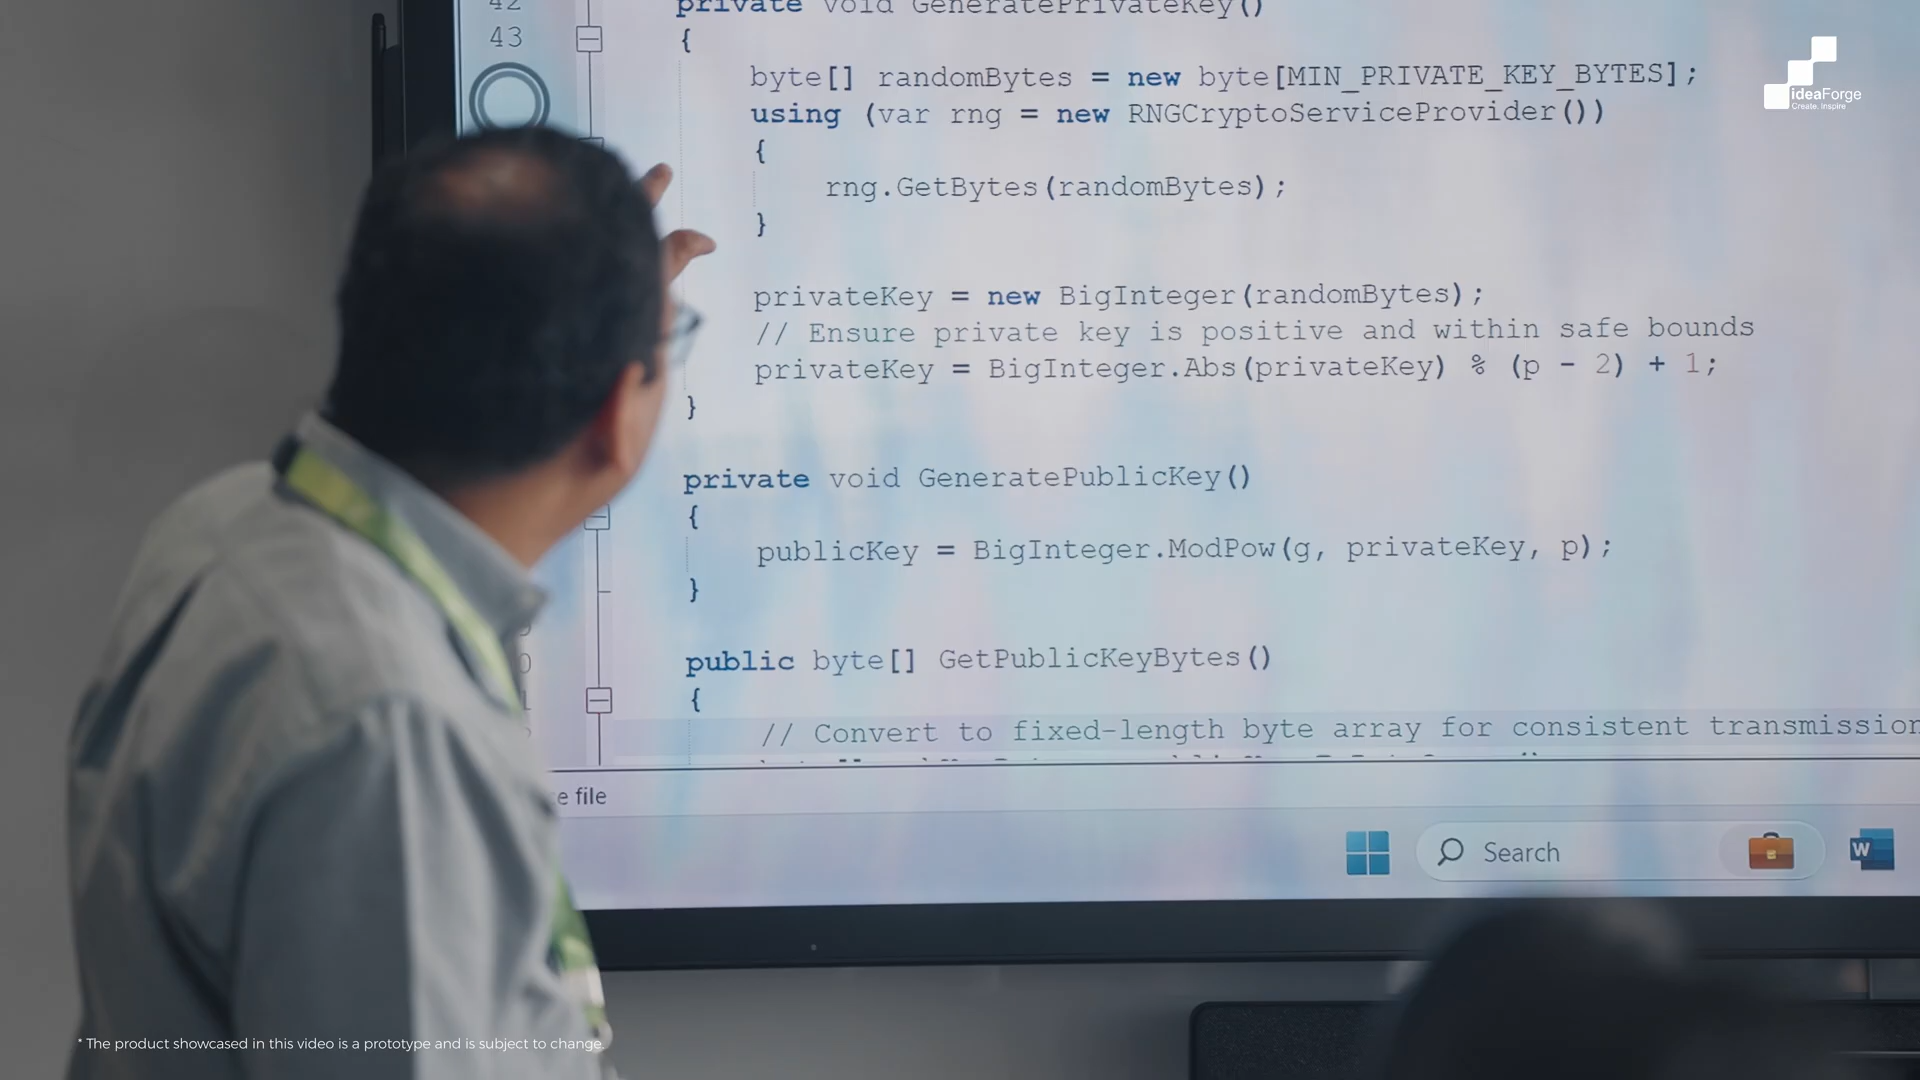 42
private void GeneratePrivateKey()
43
{
byte[] randomBytes = new byte[MIN_PRIVATE_KEY_BYTES];
using (var rng = new RNGCryptoServiceProvider())
{
rng.GetBytes(randomBytes);
}
privateKey = new BigInteger(randomBytes);
// Ensure private key is positive and within safe bounds
privateKey = BigInteger.Abs(privateKey) % (p - 2) + 1;
}
private void GeneratePublicKey()
{
publicKey = BigInteger.ModPow(g, privateKey, p);
}
public byte[] GetPublicKeyBytes()
{
// Convert to fixed-length byte array for consistent transmission
e file
Search
W
ideaForge
Create. Inspire
* The product showcased in this video is a prototype and is subject to change.